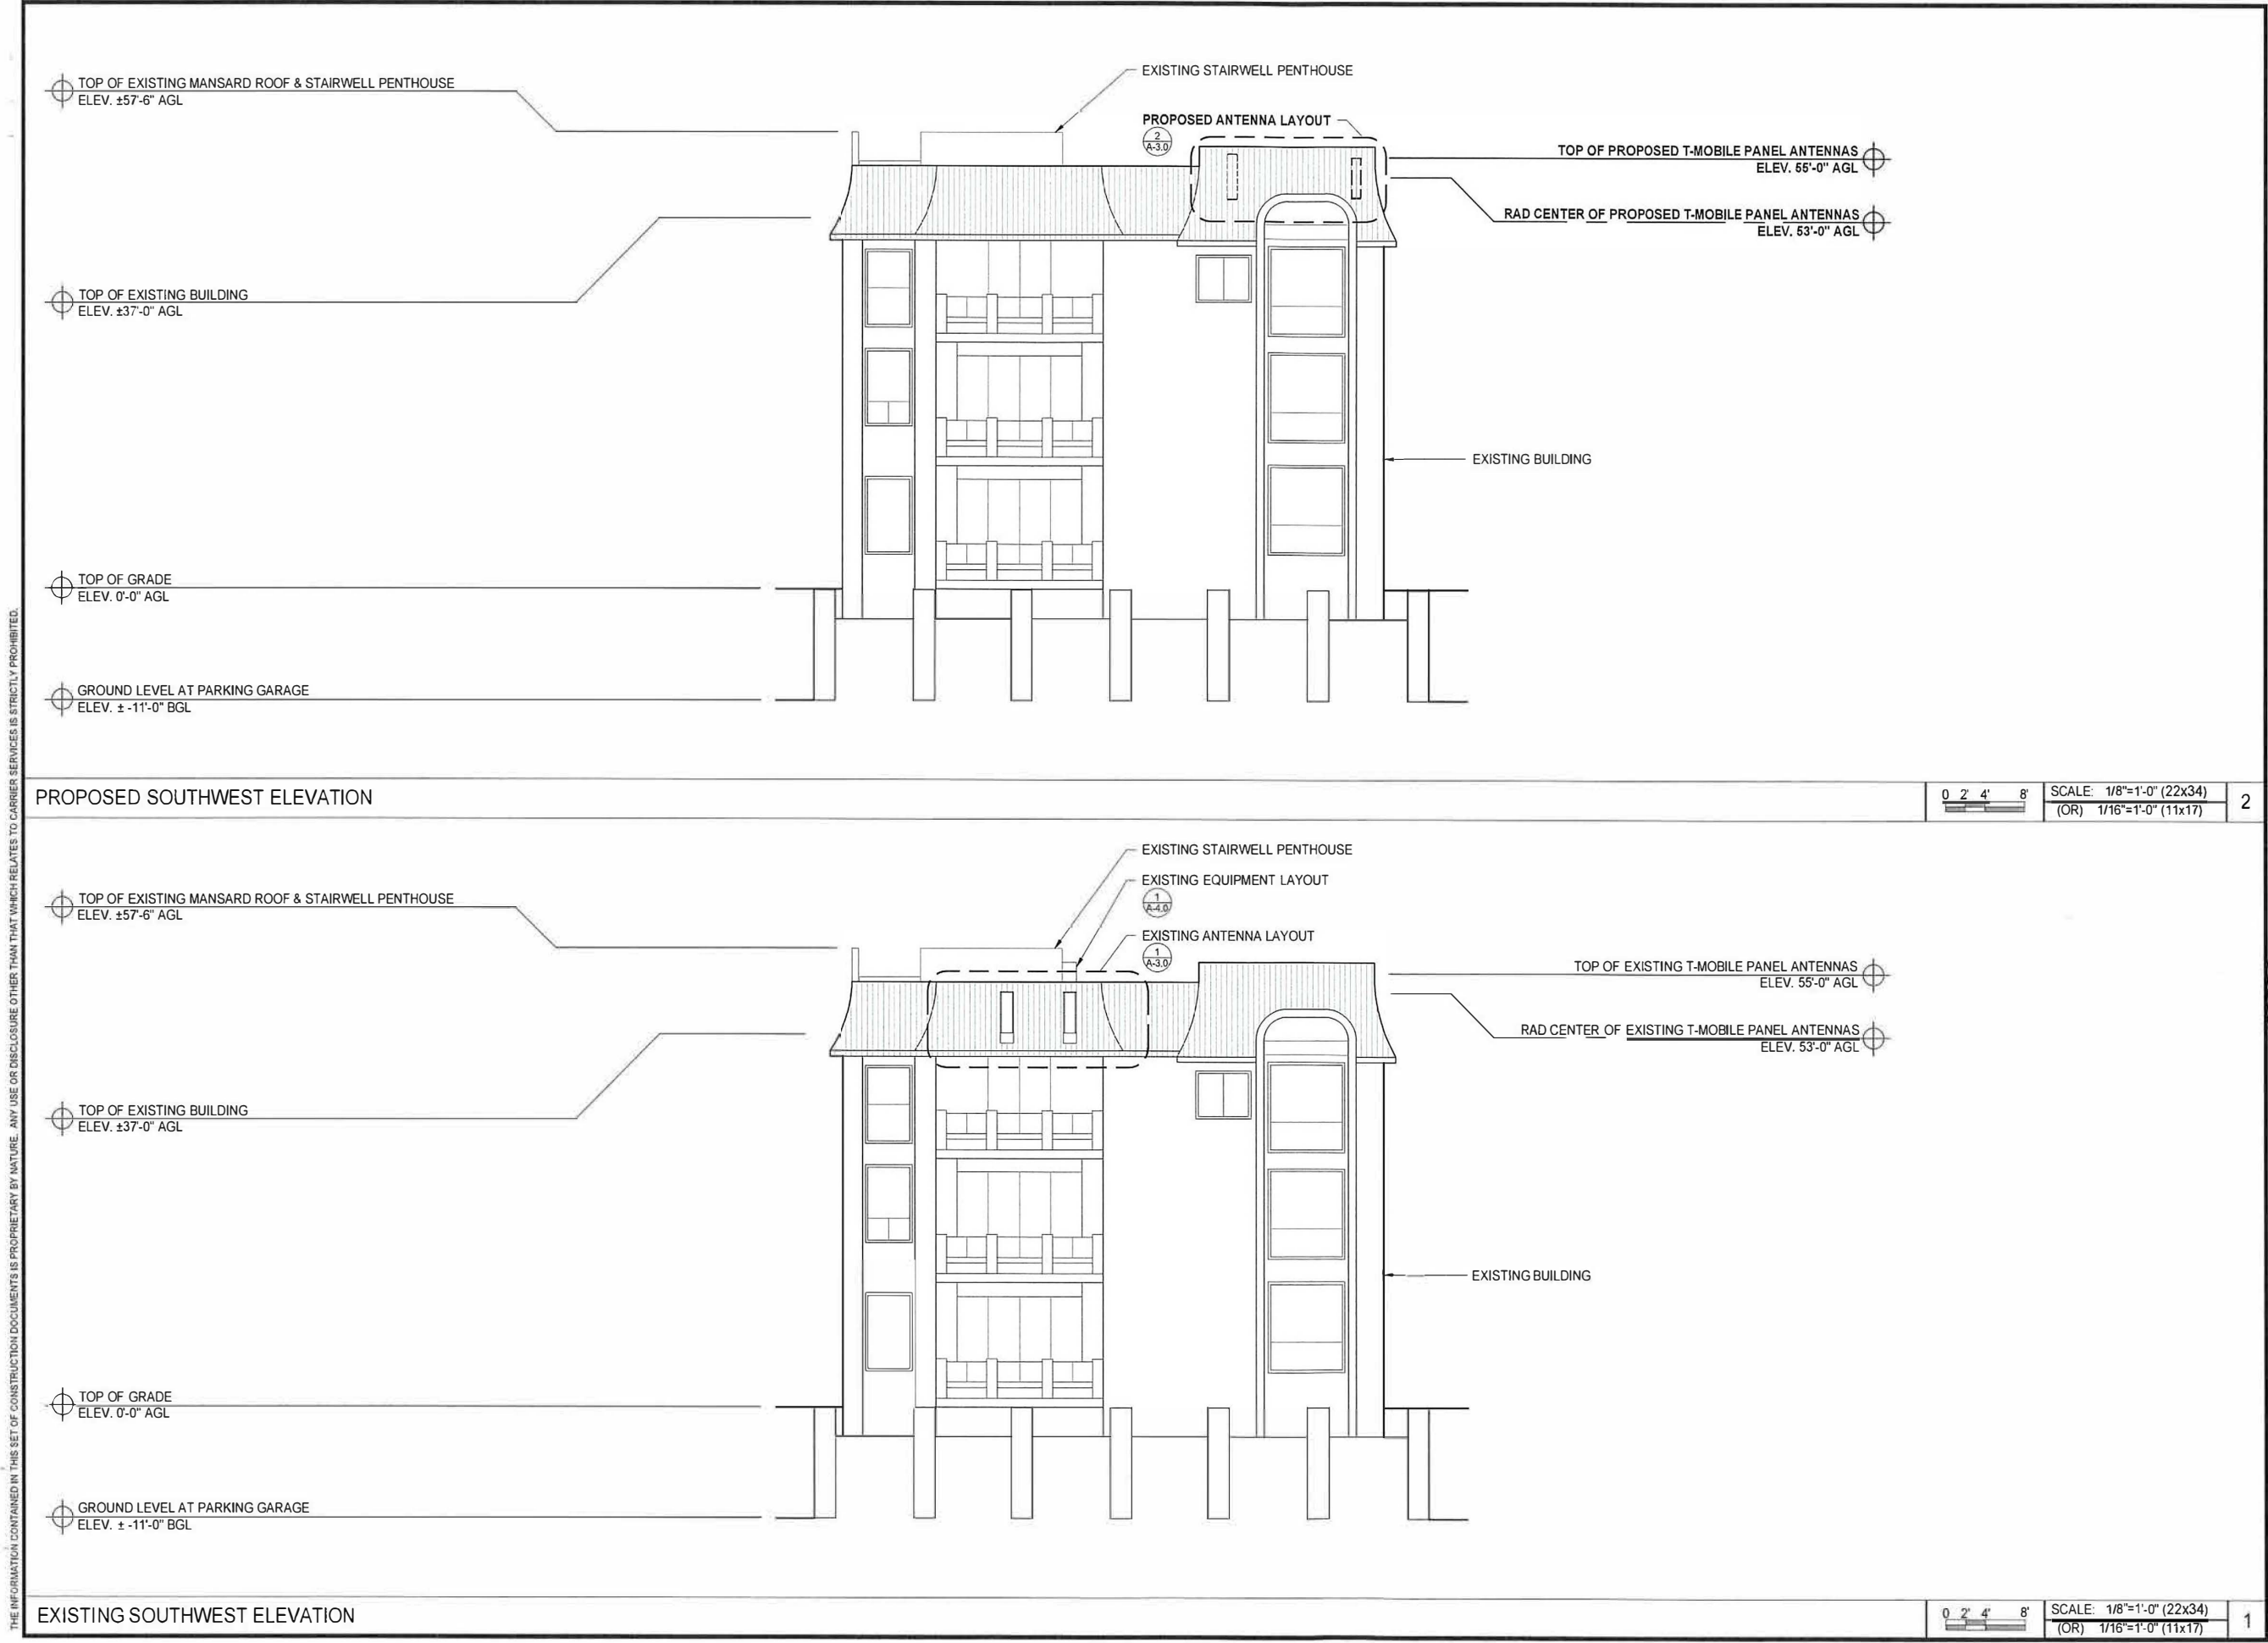 TOP OF EXISTING MANSARD ROOF & STAIRWELL PENTHOUSE
ELEV. ±57'-6" AGL
EXISTING STAIRWELL PENTHOUSE
PROPOSED ANTENNA LAYOUT
2
A-3.0
TOP OF PROPOSED T-MOBILE PANEL ANTENNAS
ELEV. 55'-0" AGL
RAD CENTER OF PROPOSED T-MOBILE PANEL ANTENNAS
ELEV. 53'-0" AGL
TOP OF EXISTING BUILDING
ELEV. ±37'-0" AGL
EXISTING BUILDING
TOP OF GRADE
ELEV. 0'-0" AGL
GROUND LEVEL AT PARKING GARAGE
ELEV. ± -11'-0" BGL
PROPOSED SOUTHWEST ELEVATION
0 2' 4' 8'
SCALE: 1/8"=1'-0" (22x34)
(OR) 1/16"=1'-0" (11x17)
2
EXISTING STAIRWELL PENTHOUSE
EXISTING EQUIPMENT LAYOUT
1
A-4.0
TOP OF EXISTING MANSARD ROOF & STAIRWELL PENTHOUSE
ELEV. ±57'-6" AGL
EXISTING ANTENNA LAYOUT
1
A-3.0
TOP OF EXISTING T-MOBILE PANEL ANTENNAS
ELEV. 55'-0" AGL
RAD CENTER OF EXISTING T-MOBILE PANEL ANTENNAS
ELEV. 53'-0" AGL
TOP OF EXISTING BUILDING
ELEV. ±37'-0" AGL
EXISTING BUILDING
TOP OF GRADE
ELEV. 0'-0" AGL
GROUND LEVEL AT PARKING GARAGE
ELEV. ± -11'-0" BGL
EXISTING SOUTHWEST ELEVATION
0 2' 4' 8'
SCALE: 1/8"=1'-0" (22x34)
(OR) 1/16"=1'-0" (11x17)
1
THE INFORMATION CONTAINED IN THIS SET OF CONSTRUCTION DOCUMENTS IS PROPRIETARY BY NATURE. ANY USE OR DISCLOSURE OTHER THAN THAT WHICH RELATES TO CARRIER SERVICES IS STRICTLY PROHIBITED.